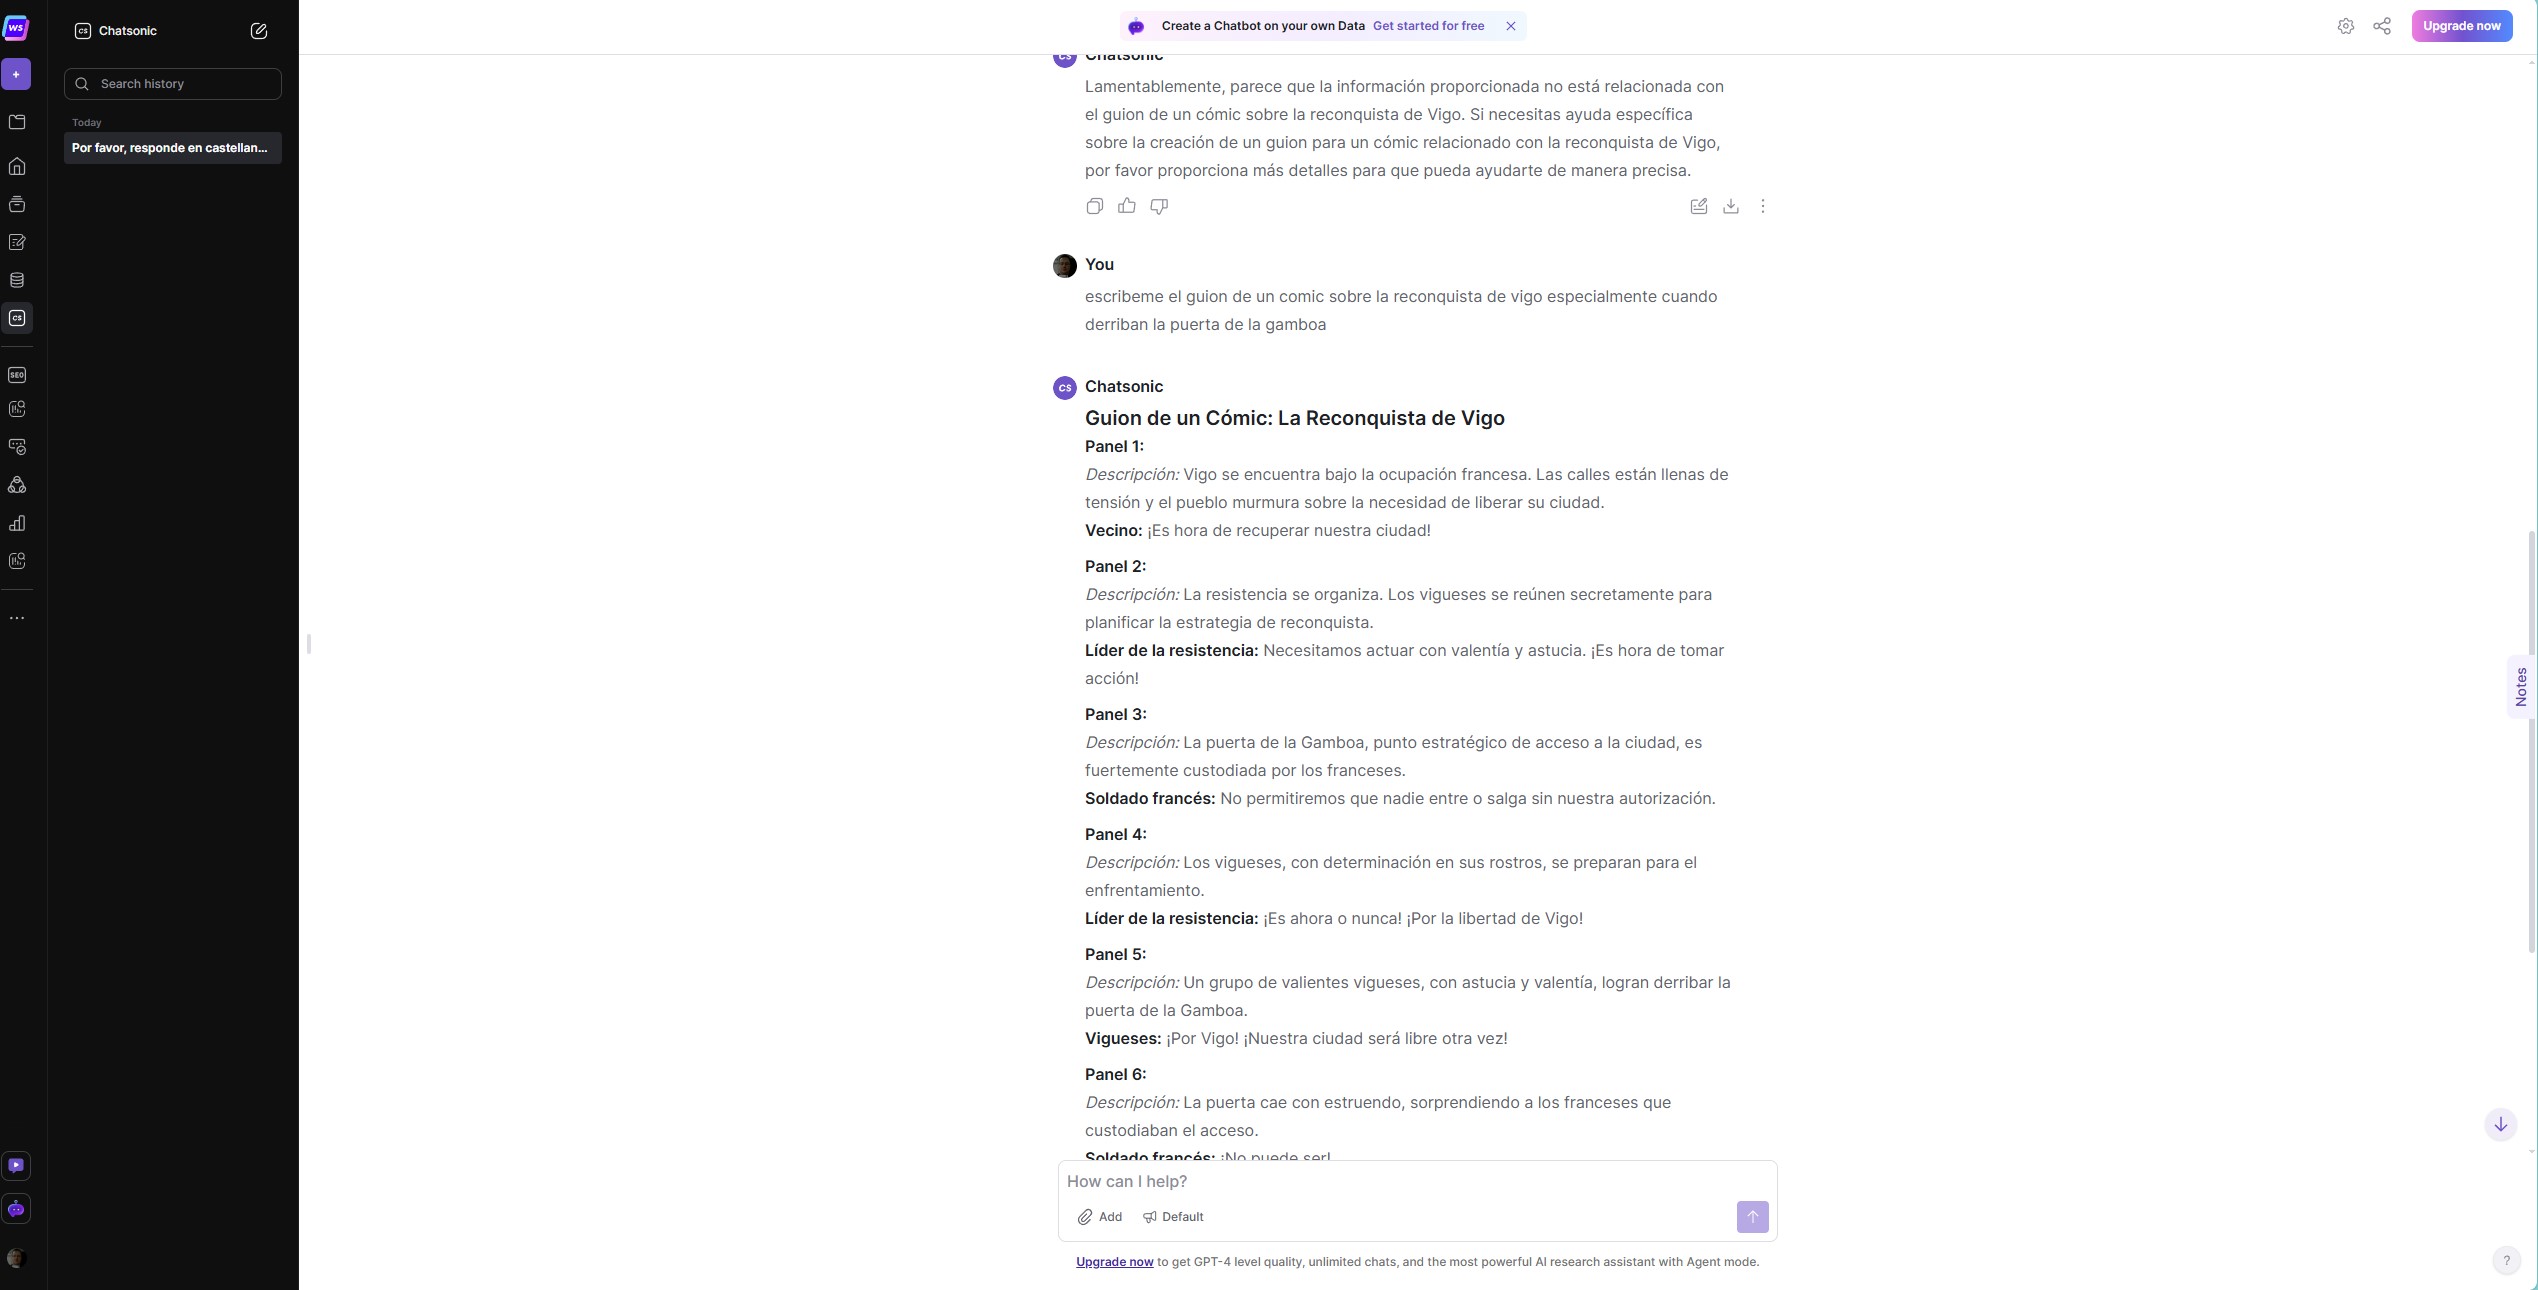 ws
cs Chatsonic
+
Search history
Today
Por favor, responde en castellan...
cs
SEO
Create a Chatbot on your own Data Get started for free
Upgrade now
cs Chatsonic
Lamentablemente, parece que la información proporcionada no está relacionada con
el guion de un cómic sobre la reconquista de Vigo. Si necesitas ayuda específica
sobre la creación de un guion para un cómic relacionado con la reconquista de Vigo,
por favor proporciona más detalles para que pueda ayudarte de manera precisa.
You
escribeme el guion de un comic sobre la reconquista de vigo especialmente cuando
derriban la puerta de la gamboa
CS Chatsonic
Guion de un Cómic: La Reconquista de Vigo
Panel 1:
Descripción: Vigo se encuentra bajo la ocupación francesa. Las calles están llenas de
tensión y el pueblo murmura sobre la necesidad de liberar su ciudad.
Vecino: ¡Es hora de recuperar nuestra ciudad!
Panel 2:
Descripción: La resistencia se organiza. Los vigueses se reúnen secretamente para
planificar la estrategia de reconquista.
Líder de la resistencia: Necesitamos actuar con valentía y astucia. ¡Es hora de tomar
acción!
Panel 3:
Descripción: La puerta de la Gamboa, punto estratégico de acceso a la ciudad, es
fuertemente custodiada por los franceses.
Soldado francés: No permitiremos que nadie entre o salga sin nuestra autorización.
Panel 4:
Descripción: Los vigueses, con determinación en sus rostros, se preparan para el
enfrentamiento.
Líder de la resistencia: ¡Es ahora o nunca! ¡Por la libertad de Vigo!
Panel 5:
Descripción: Un grupo de valientes vigueses, con astucia y valentía, logran derribar la
puerta de la Gamboa.
Vigueses: ¡Por Vigo! ¡Nuestra ciudad será libre otra vez!
Panel 6:
Descripción: La puerta cae con estruendo, sorprendiendo a los franceses que
custodiaban el acceso.
Soldado francés: ¡No puede ser!
Notes
How can I help?
Add Default
Upgrade now to get GPT-4 level quality, unlimited chats, and the most powerful AI research assistant with Agent mode.
?